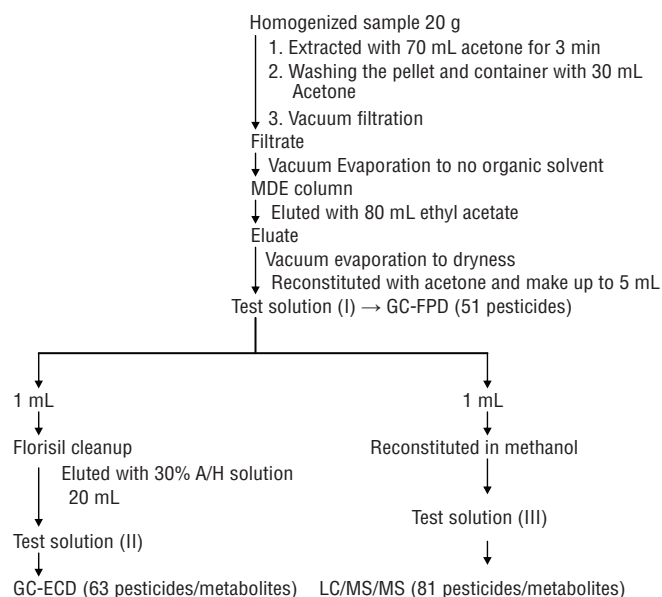 Homogenized sample 20 g
1. Extracted with 70 mL acetone for 3 min
2. Washing the pellet and container with 30 mL
Acetone
3. Vacuum filtration
Filtrate
Vacuum Evaporation to no organic solvent
MDE column
Eluted with 80 mL ethyl acetate
Eluate
Vacuum evaporation to dryness
Reconstituted with acetone and make up to 5 mL
Test solution (I) → GC-FPD (51 pesticides)
1 mL
Florisil cleanup
Eluted with 30% A/H solution
20 mL
Test solution (II)
GC-ECD (63 pesticides/metabolites)
1 mL
Reconstituted in methanol
Test solution (III)
LC/MS/MS (81 pesticides/metabolites)